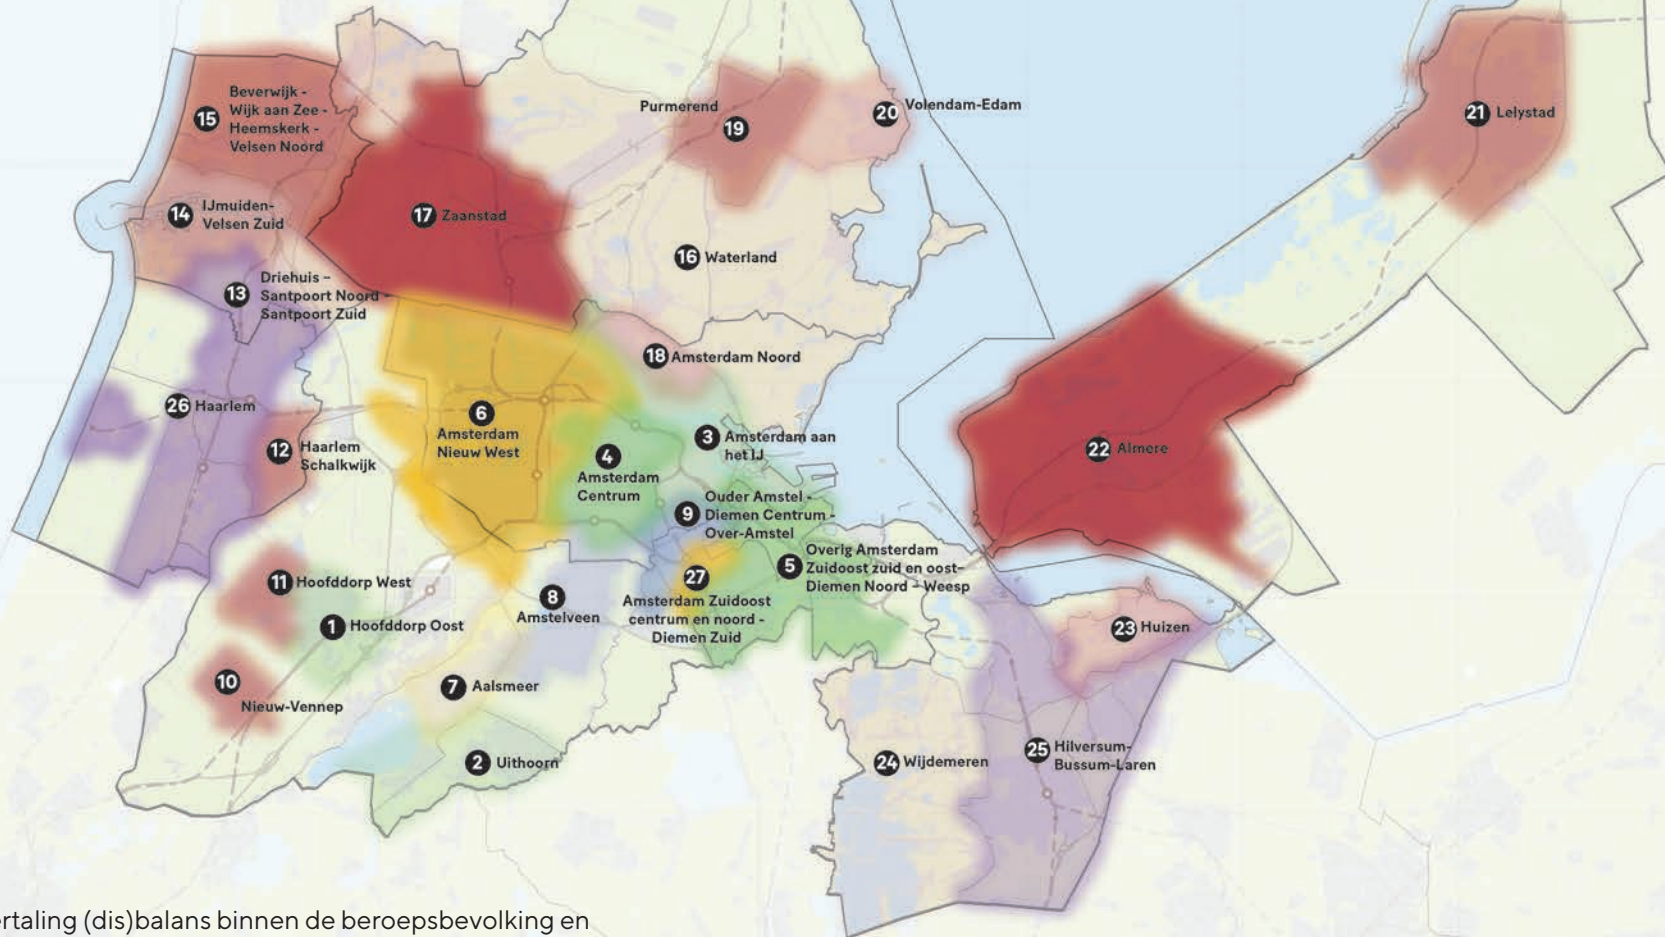 Beverwijk -
15 Wijk aan Zee -
Heemskerk -
Velsen Noord
Purmerend
19
20 Volendam-Edam
21 Lelystad
14 IJmuiden-
Velsen Zuid
17 Zaanstad
16 Waterland
13 Driehuis –
Santpoort Noord -
Santpoort Zuid
18 Amsterdam Noord
26 Haarlem
6
Amsterdam
Nieuw West
12 Haarlem
Schalkwijk
3 Amsterdam aan
het IJ
4
Amsterdam
Centrum
22 Almere
9 Ouder Amstel -
Diemen Centrum -
Over-Amstel
5 Overig Amsterdam
Zuidoost zuid en oost–
Diemen Noord – Weesp
27
Amsterdam Zuidoost
centrum en noord -
Diemen Zuid
11 Hoofddorp West
8
Amstelveen
1 Hoofddorp Oost
23 Huizen
10
Nieuw-Vennep
7 Aalsmeer
2 Uithoorn
24 Wijdemeren
25 Hilversum-
Bussum-Laren
ertaling (dis)balans binnen de beroepsbevolking en